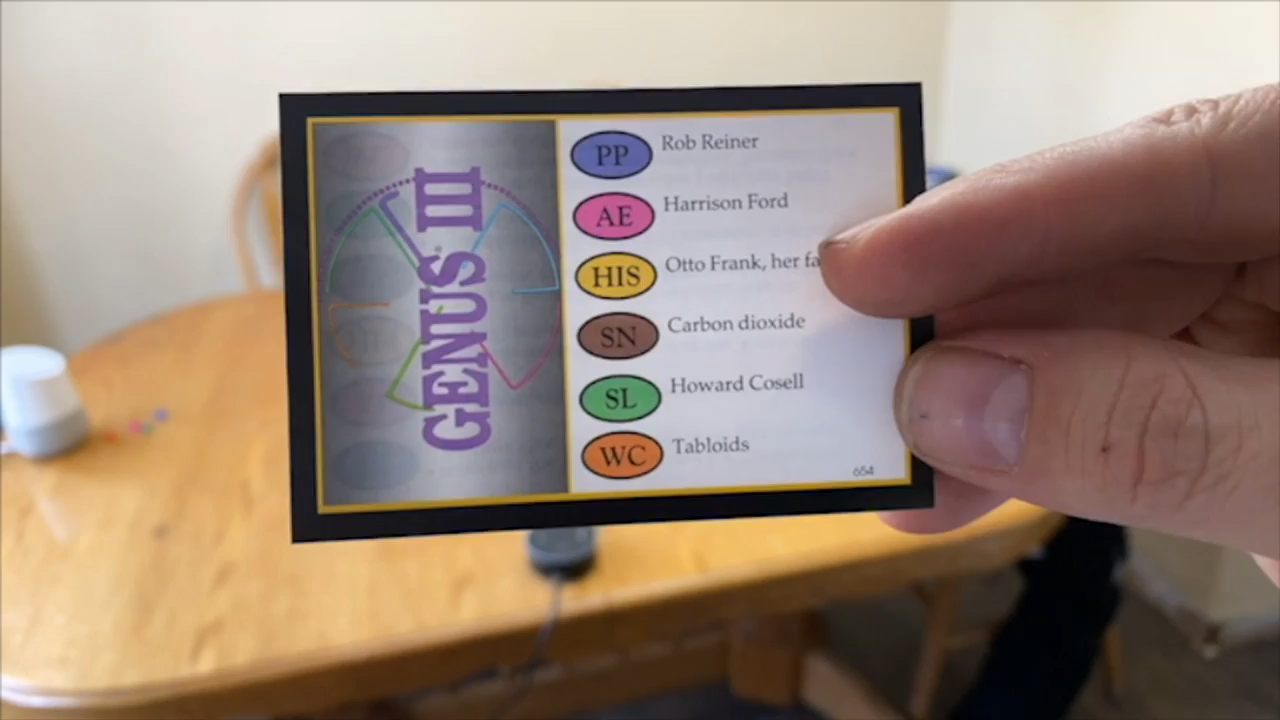 GENUS III
PP Rob Reiner
AE Harrison Ford
HIS Otto Frank, her fa
SN Carbon dioxide
SL Howard Cosell
WC Tabloids
654